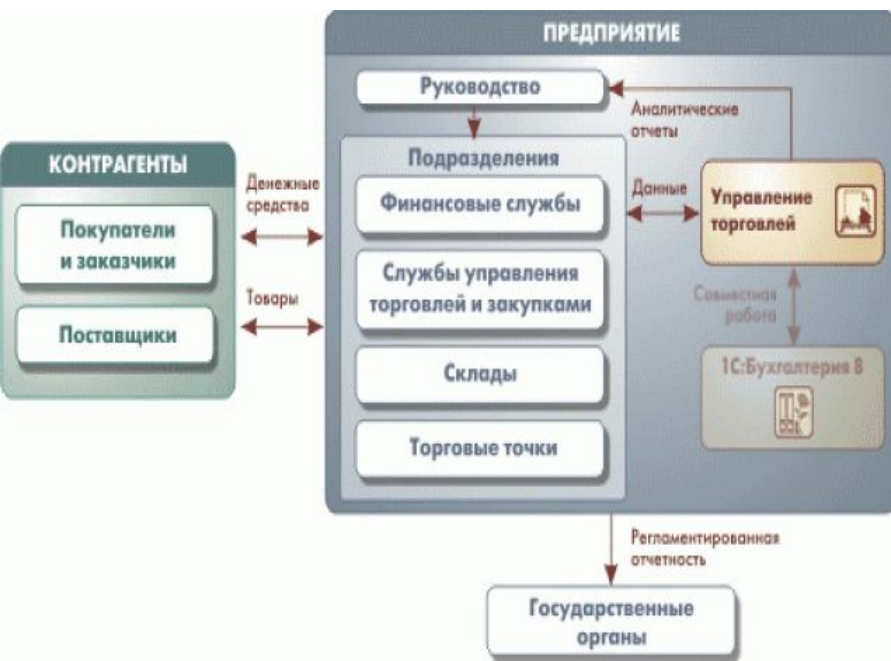 ПРЕДПРИЯТИЕ
Руководство
Аналитические
отчеты
КОНТРАГЕНТЫ
Покупатели
и заказчики
Поставщики
Денежные
средства
Товары
Подразделения
Финансовые службы
Службы управления
торговлей и закупками
Склады
Торговые точки
Данные
Управление
торговлей
Совместная
работа
1С:Бухгалтерия 8
Регламентированная
отчетность
Государственные
органы